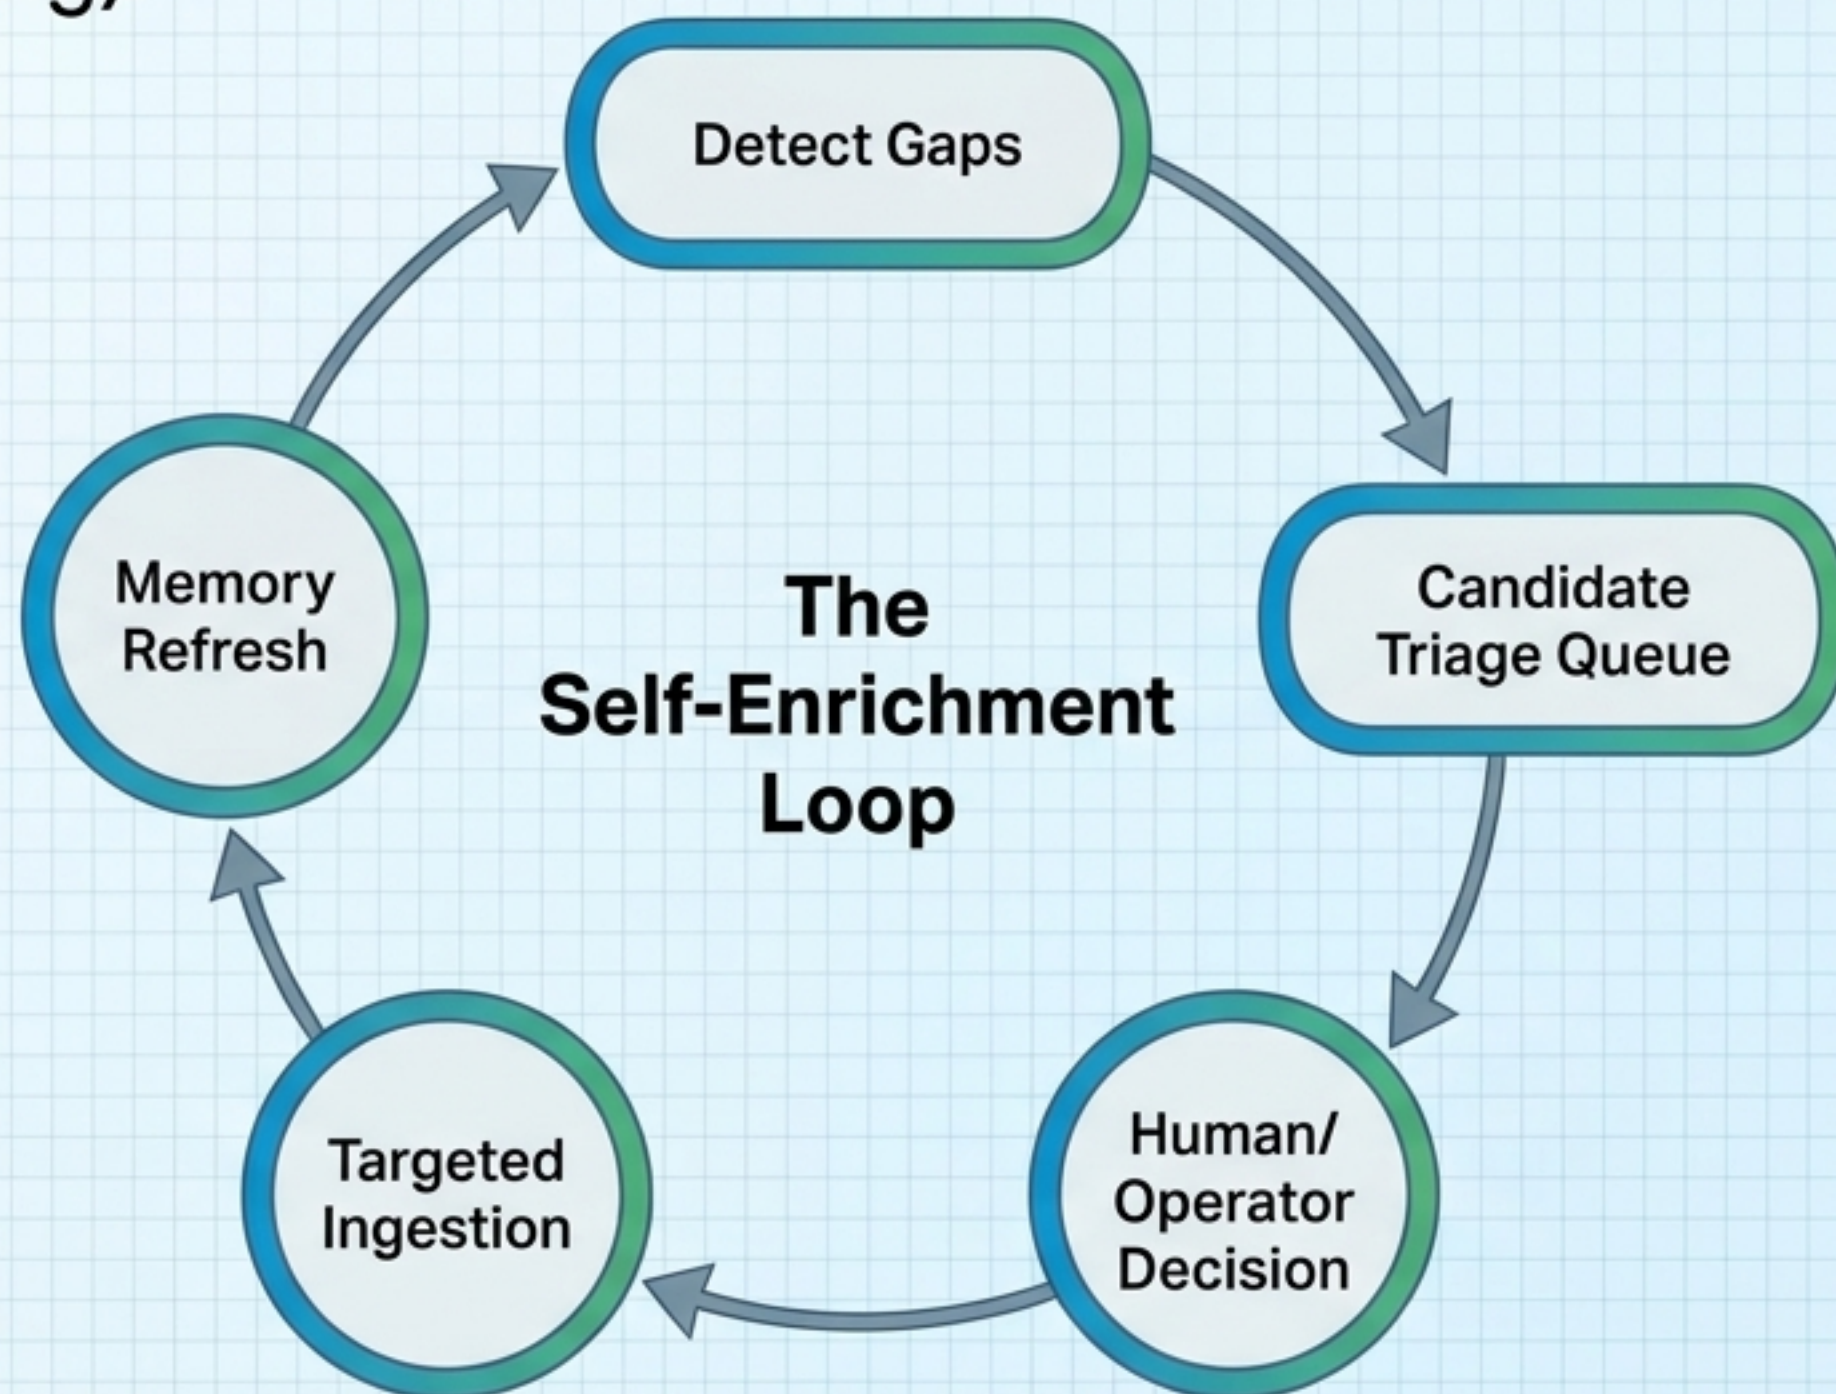 Detect Gaps
Candidate
Triage Queue
Human/
Operator
Decision
Targeted
Ingestion
Memory
Refresh
The
Self-Enrichment
Loop